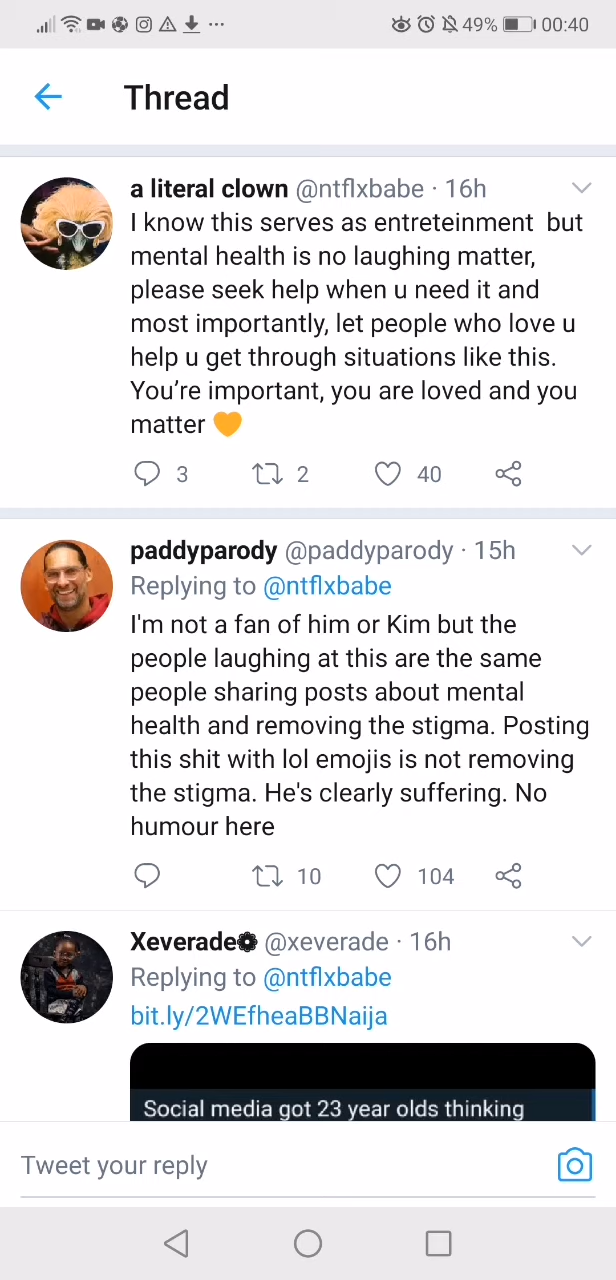 49% 00:40
Thread
a literal clown @ntflxbabe · 16h
I know this serves as entreteinment but
mental health is no laughing matter,
please seek help when u need it and
most importantly, let people who love u
help u get through situations like this.
You're important, you are loved and you
matter 🧡
3 2 40
paddyparody @paddyparody · 15h
Replying to @ntflxbabe
I'm not a fan of him or Kim but the
people laughing at this are the same
people sharing posts about mental
health and removing the stigma. Posting
this shit with lol emojis is not removing
the stigma. He's clearly suffering. No
humour here
10 104
Xeverade @xeverade · 16h
Replying to @ntflxbabe
bit.ly/2WEfheaBBNaija
Social media got 23 year olds thinking
Tweet your reply